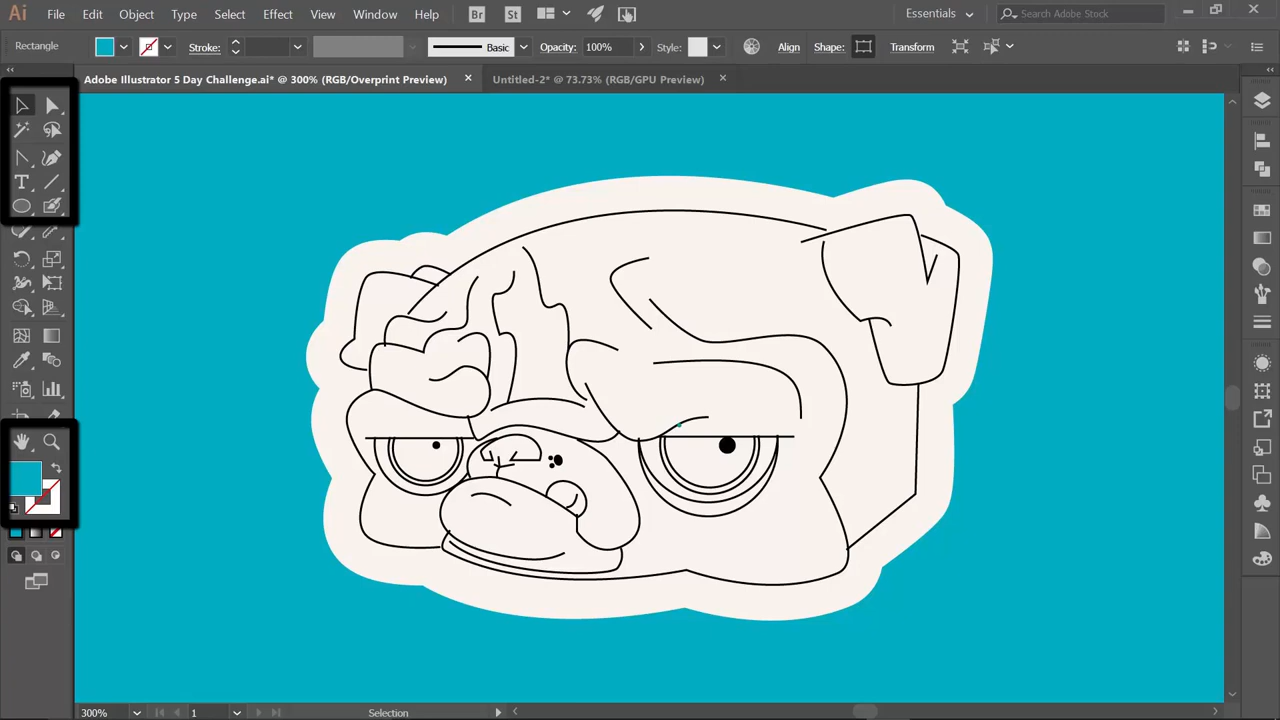 Ai File Edit Object Type Select Effect View Window Help Br St Essentials Search Adobe Stock
Rectangle Stroke: Basic Opacity: 100% Style: Align Shape: Transform
Adobe Illustrator 5 Day Challenge.ai* @ 300% (RGB/Overprint Preview) × Untitled-2* @ 73.73% (RGB/GPU Preview) ×
T
300% 1 Selection